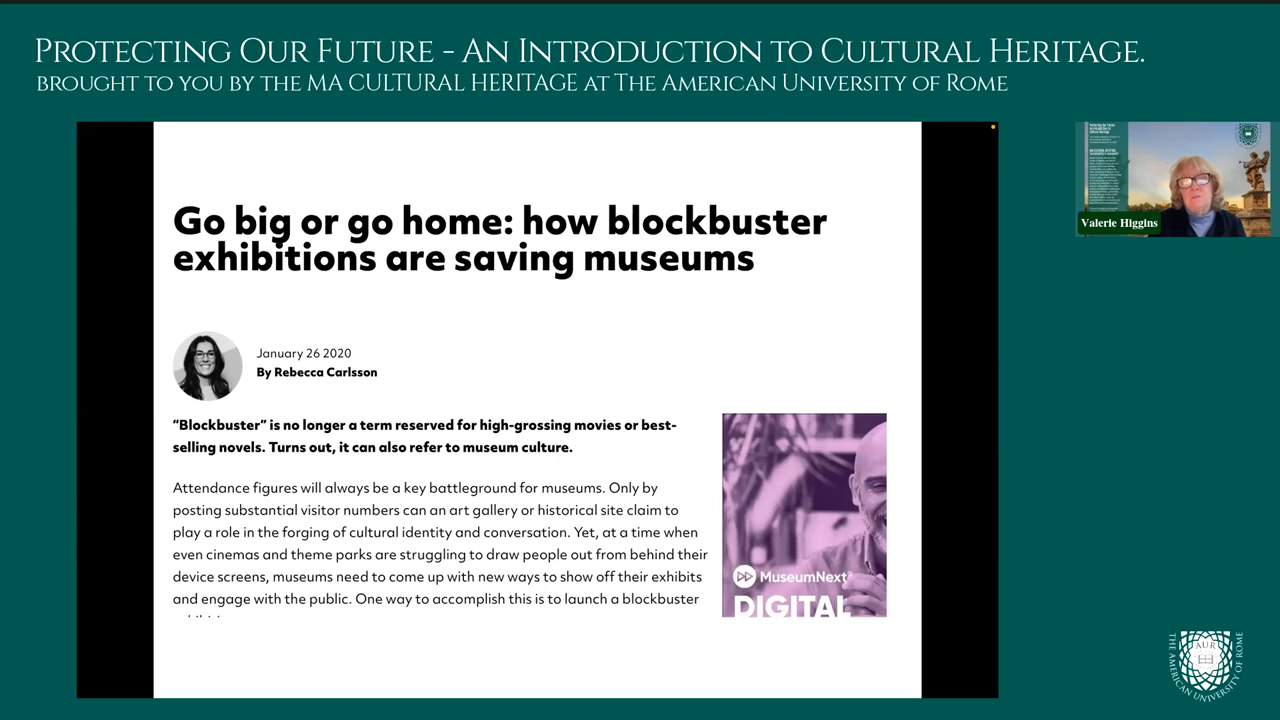 PROTECTING OUR FUTURE - AN INTRODUCTION TO CULTURAL HERITAGE.
BROUGHT TO YOU BY THE MA CULTURAL HERITAGE AT THE AMERICAN UNIVERSITY OF ROME
Go big or go home: how blockbuster
exhibitions are saving museums
January 26 2020
By Rebecca Carlsson
“Blockbuster” is no longer a term reserved for high-grossing movies or best-
selling novels. Turns out, it can also refer to museum culture.
Attendance figures will always be a key battleground for museums. Only by
posting substantial visitor numbers can an art gallery or historical site claim to
play a role in the forging of cultural identity and conversation. Yet, at a time when
even cinemas and theme parks are struggling to draw people out from behind their
device screens, museums need to come up with new ways to show off their exhibits
and engage with the public. One way to accomplish this is to launch a blockbuster
MuseumNext
DIGITAL
Valerie Higgins
AUR
THE AMERICAN UNIVERSITY OF ROME